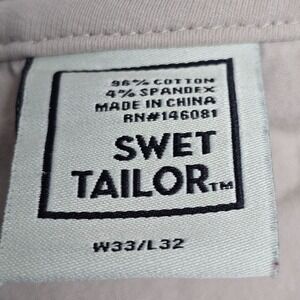 96% COTTON
4% SPANDEX
MADE IN CHINA
RN#146081
SWET
TAILOR™
W33/L32